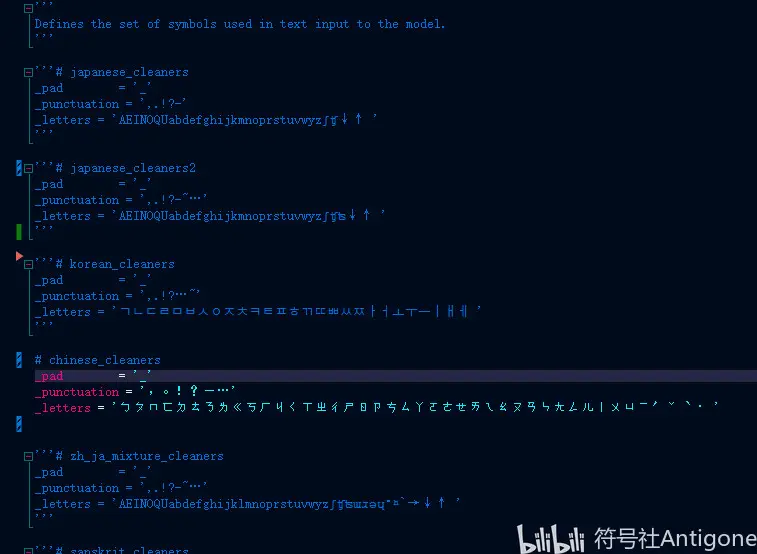 '''
Defines the set of symbols used in text input to the model.
'''
'''# japanese_cleaners
_pad        = '_'
_punctuation = ',.!?-'
_letters = 'AEINOQUabdefghijkmnoprstuvwyzʃʧ↓↑ '
'''
'''# japanese_cleaners2
_pad        = '_'
_punctuation = ',.!?-~…'
_letters = 'AEINOQUabdefghijkmnoprstuvwyzʃʧʦ↓↑ '
'''
'''# korean_cleaners
_pad        = '_'
_punctuation = ',.!?…~'
_letters = 'ㄱㄴㄷㄹㅁㅂㅅㅇㅈㅊㅋㅌㅍㅎㄲㄸㅃㅆㅉㅏㅓㅗㅜㅡㅣㅐㅔ '
'''
# chinese_cleaners
_pad        = '_'
_punctuation = ',。!?—…'
_letters = 'ㄅㄆㄇㄈㄉㄊㄋㄌㄍㄎㄏㄐㄑㄒㄓㄔㄕㄖㄗㄘㄙㄚㄛㄜㄝㄞㄟㄠㄡㄢㄣㄤㄥㄦㄧㄨㄩˉˊˇˋ˙ '
'''# zh_ja_mixture_cleaners
_pad        = '_'
_punctuation = ',.!?-~…'
_letters = 'AEINOQUabdefghijklmnoprstuvwyzʃʧʦɯɹəɥ⁼ʰ`→↓↑ '
'''
'''# sanskrit_cleaners
bilibili 符号社Antigone